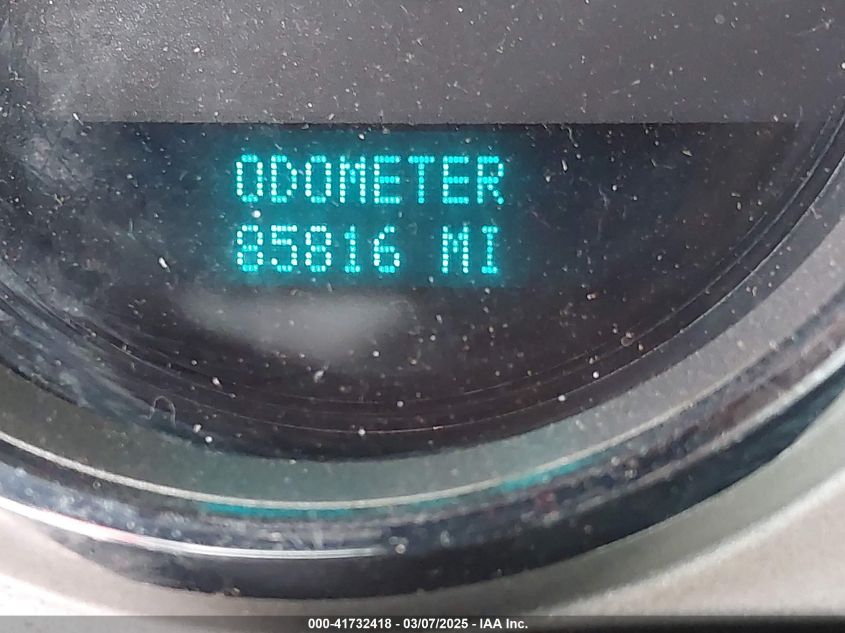 ODOMETER
85816 MI
000-41732418 - 03/07/2025 - IAA Inc.